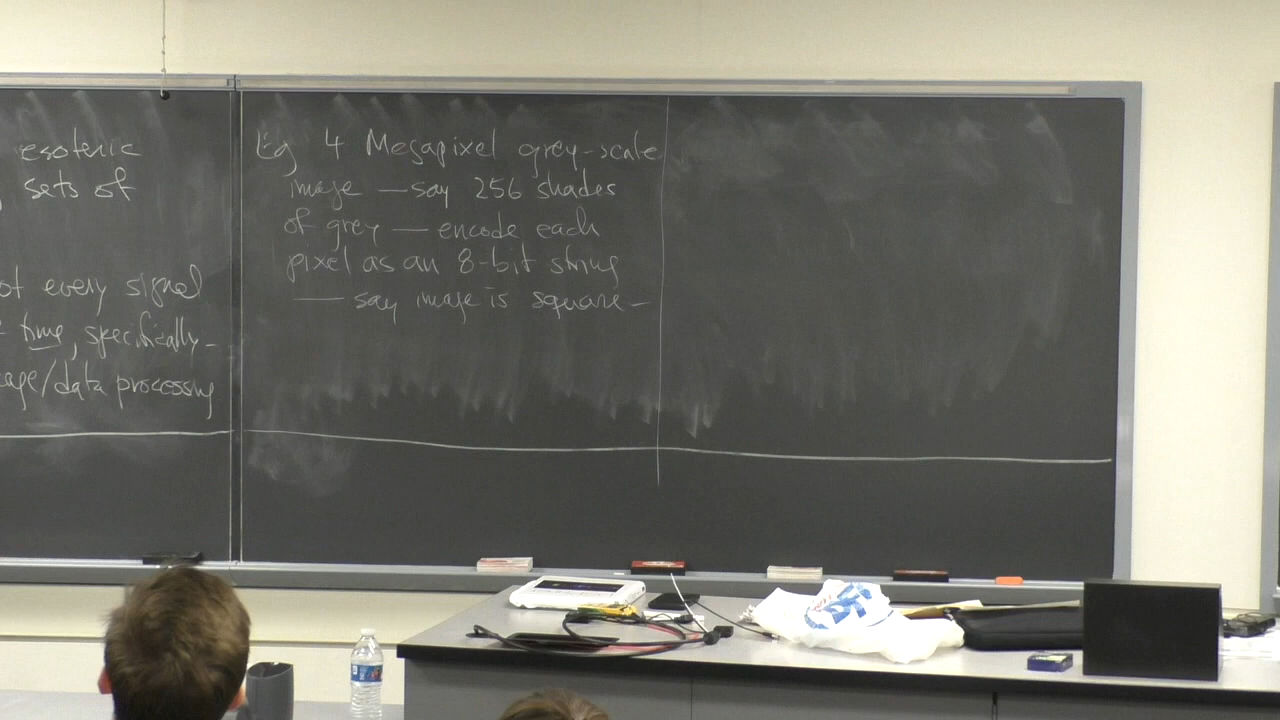 esoteric
sets of
ot every signal
time, specifically-
age/data processing
Eg 4 Megapixel grey-scale
image — say 256 shades
of grey — encode each
pixel as an 8-bit string
— say image is square -